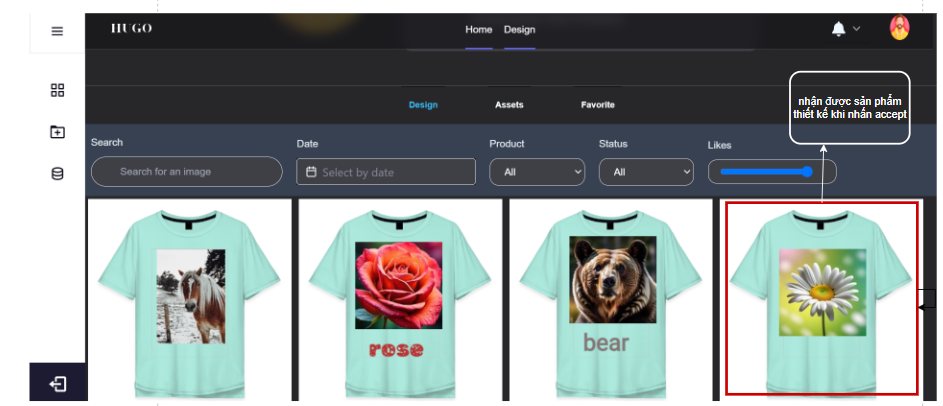 HUGO
Home Design
nhận được sản phẩm
thiết kế khi nhấn accept
Design Assets Favorite
Search Date Product Status Likes
Search for an image Select by date All All
rose
bear